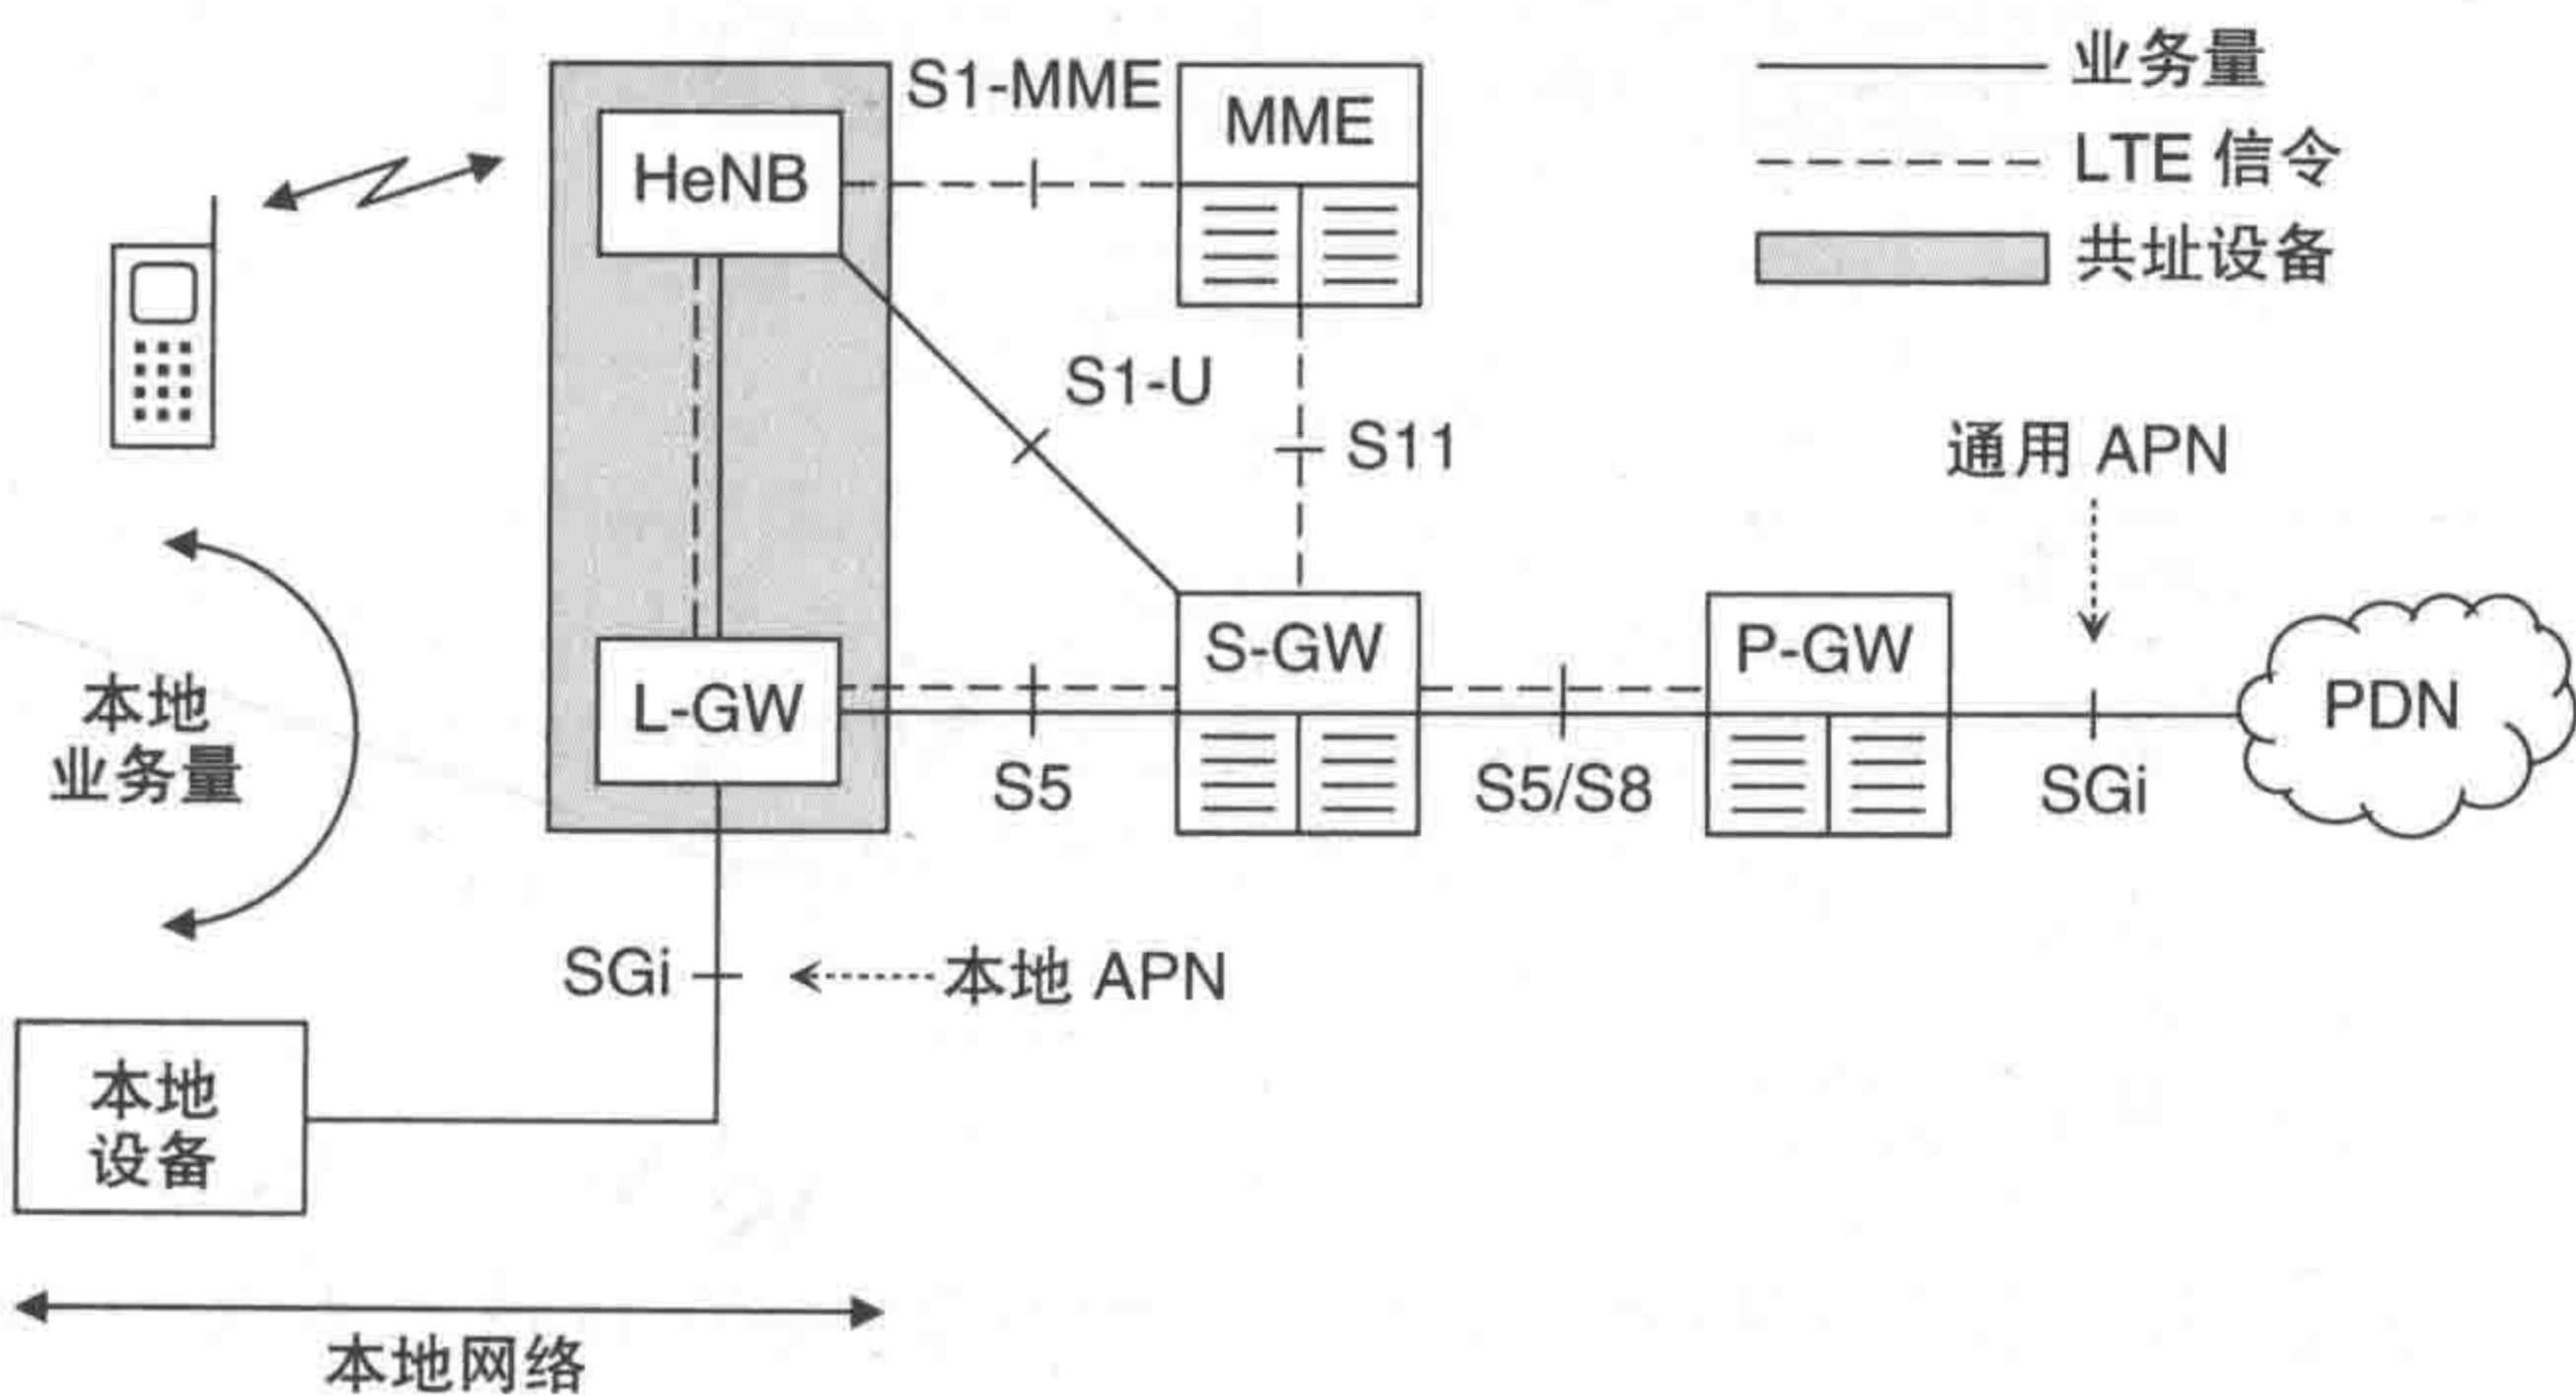 S1-MME
MME
业务量
HeNB
LTE 信令
共址设备
S1-U
S11
通用 APN
S-GW
P-GW
L-GW
PDN
本地
业务量
S5
S5/S8
SGi
SGi
本地 APN
本地
设备
本地网络